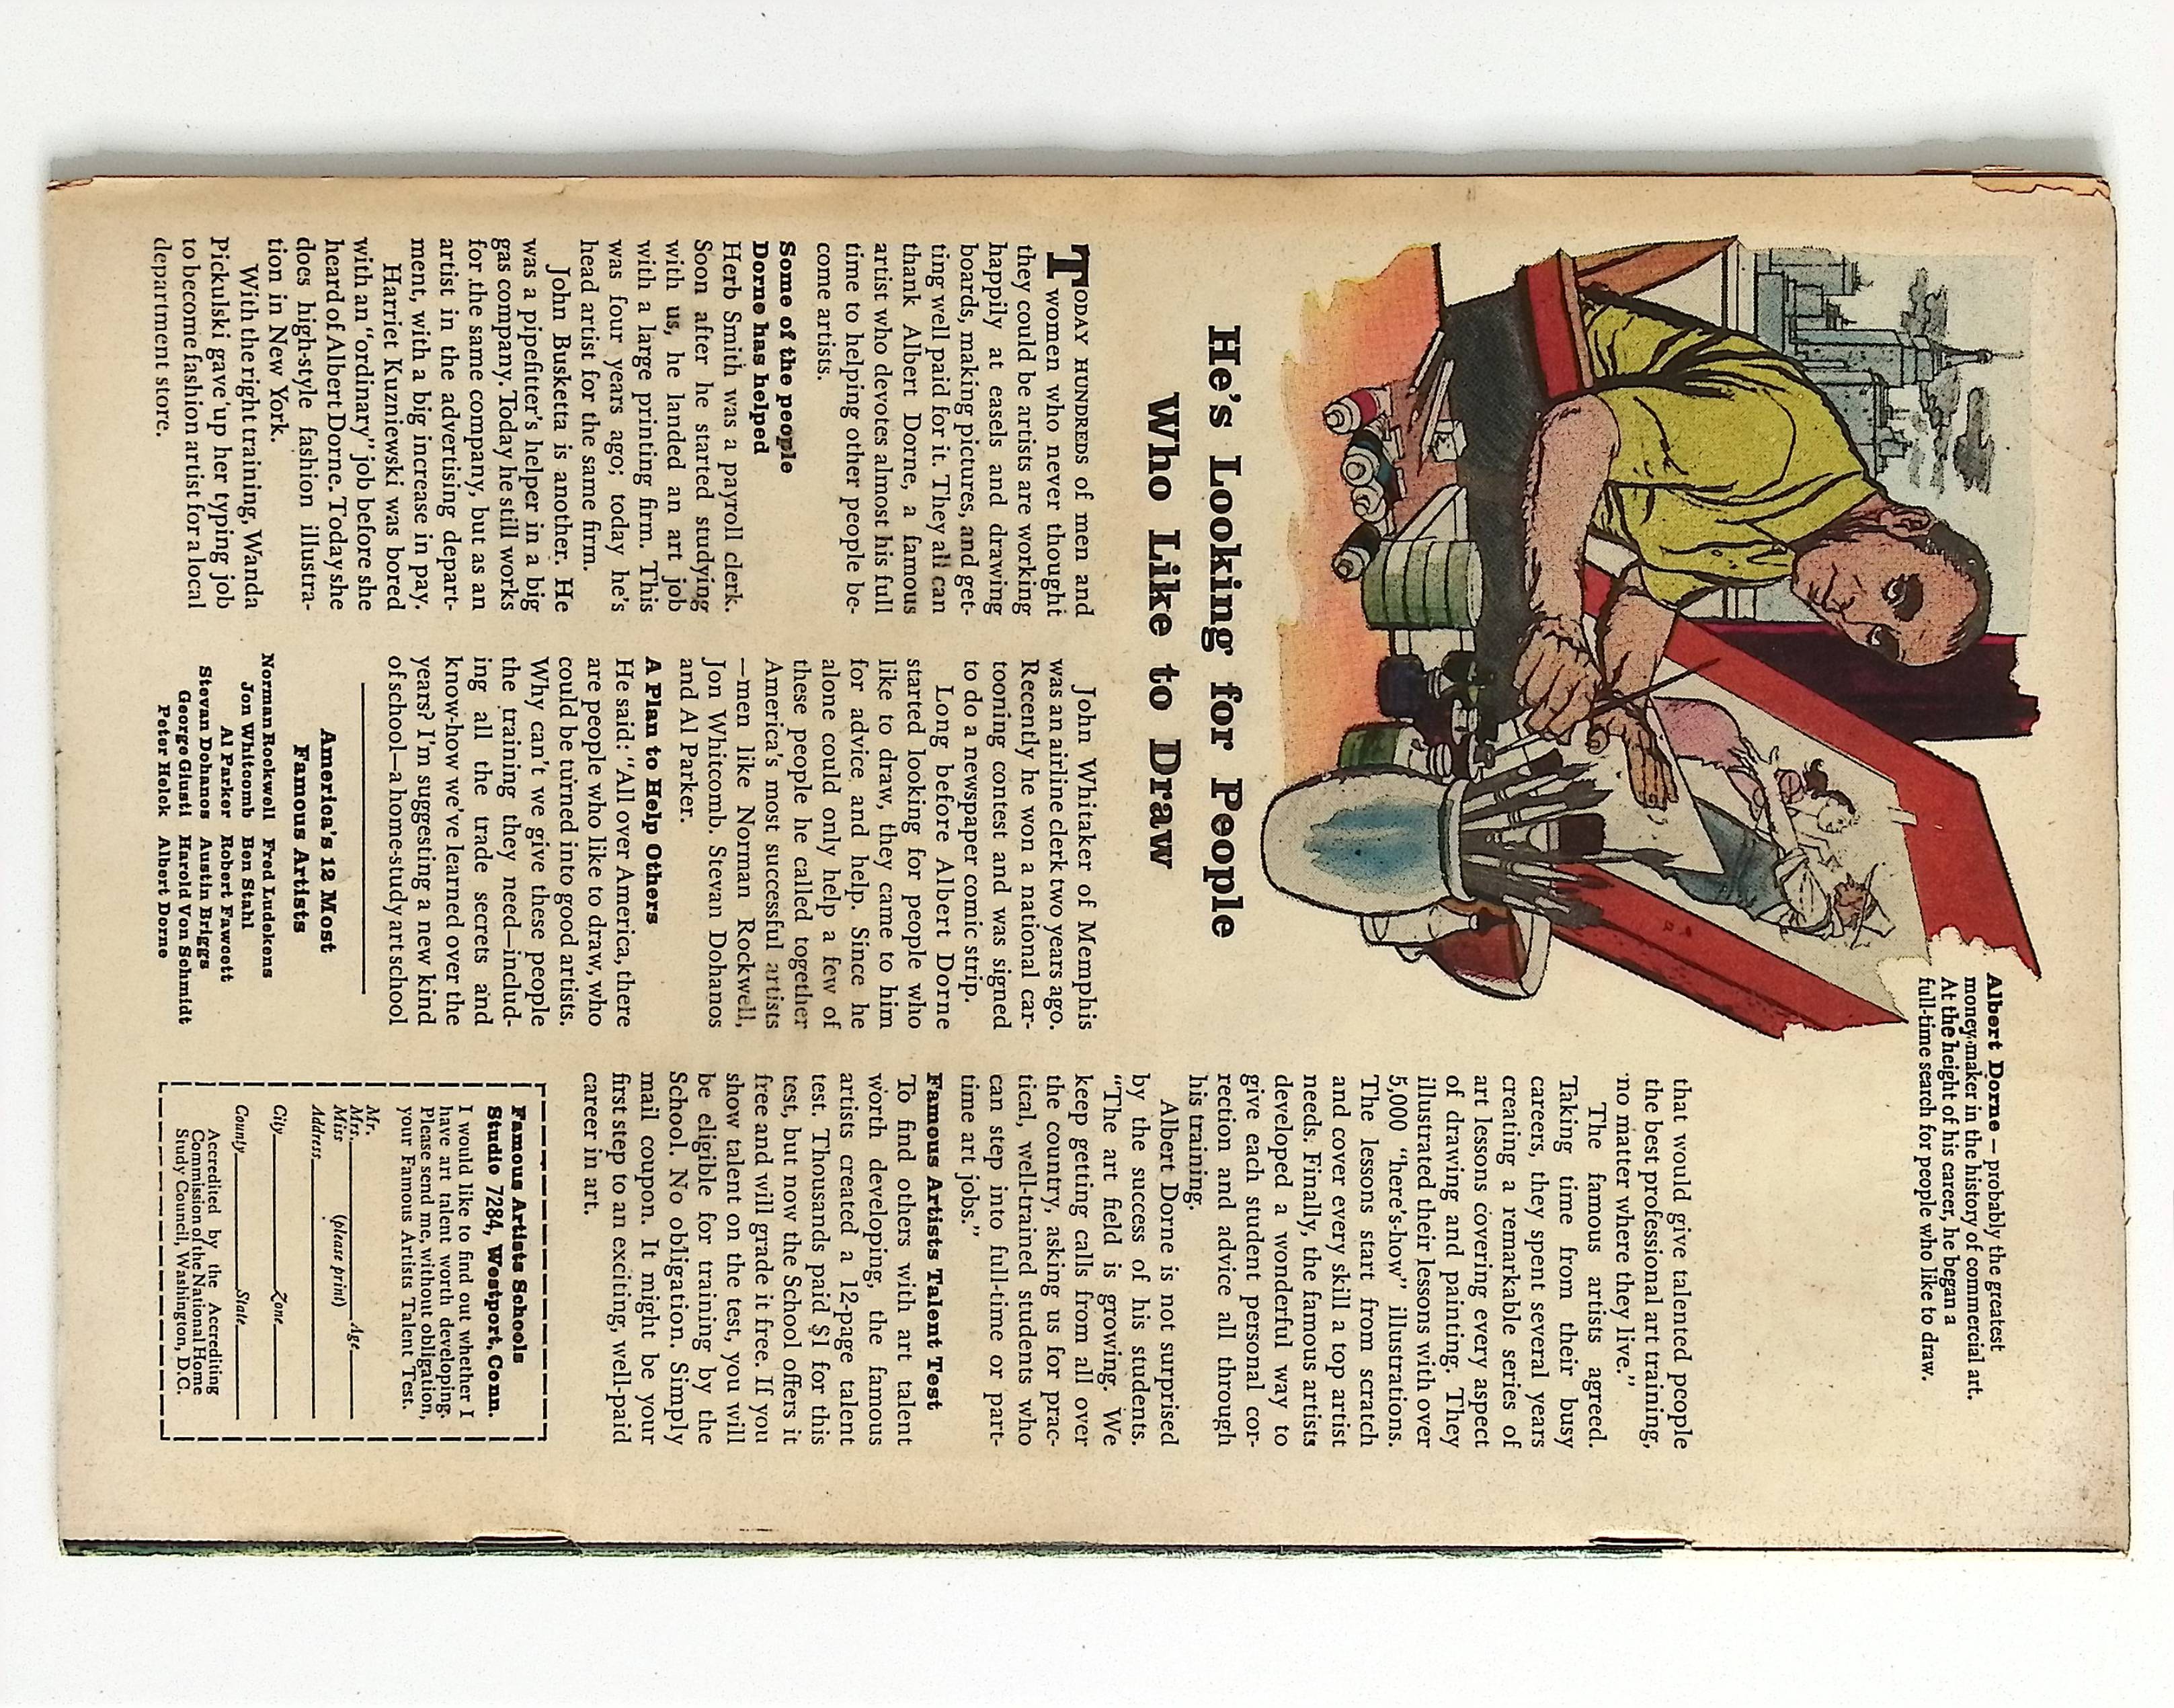 Albert Dorne — probably the greatest
money-maker in the history of commercial art.
At the height of his career, he began a
full-time search for people who like to draw.
He's Looking for People
Who Like to Draw
TODAY HUNDREDS of men and
women who never thought
they could be artists are working
happily at easels and drawing
boards, making pictures, and get-
ting well paid for it. They all can
thank Albert Dorne, a famous
artist who devotes almost his full
time to helping other people be-
come artists.
Some of the people
Dorne has helped
Herb Smith was a payroll clerk.
Soon after he started studying
with us, he landed an art job
with a large printing firm. This
was four years ago; today he's
head artist for the same firm.
John Busketta is another. He
was a pipefitter's helper in a big
gas company. Today he still works
for the same company, but as an
artist in the advertising depart-
ment, with a big increase in pay.
Harriet Kuzniewski was bored
with an "ordinary" job before she
heard of Albert Dorne. Today she
does high-style fashion illustra-
tion in New York.
With the right training, Wanda
Pickulski gave up her typing job
to become fashion artist for a local
department store.
John Whitaker of Memphis
was an airline clerk two years ago.
Recently he won a national car-
tooning contest and was signed
to do a newspaper comic strip.
Long before Albert Dorne
started looking for people who
like to draw, they came to him
for advice and help. Since he
alone could only help a few of
these people he called together
America's most successful artists
—men like Norman Rockwell,
Jon Whitcomb. Stevan Dohanos
and Al Parker.
A Plan to Help Others
He said: "All over America, there
are people who like to draw, who
could be turned into good artists.
Why can't we give these people
the training they need—includ-
ing all the trade secrets and
know-how we've learned over the
years? I'm suggesting a new kind
of school—a home-study art school
America's 12 Most
Famous Artists
Norman Rockwell Fred Ludekens
Jon Whitcomb Ben Stahl
Al Parker Robert Fawcett
Stevan Dohanos Austin Briggs
George Giusti Harold Von Schmidt
Peter Helck Albert Dorne
that would give talented people
the best professional art training,
no matter where they live."
The famous artists agreed.
Taking time from their busy
careers, they spent several years
creating a remarkable series of
art lessons covering every aspect
of drawing and painting. They
illustrated their lessons with over
5,000 "here's-how" illustrations.
The lessons start from scratch
and cover every skill a top artist
needs. Finally, the famous artists
developed a wonderful way to
give each student personal cor-
rection and advice all through
his training.
Albert Dorne is not surprised
by the success of his students.
"The art field is growing. We
keep getting calls from all over
the country, asking us for prac-
tical, well-trained students who
can step into full-time or part-
time art jobs."
Famous Artists Talent Test
To find others with art talent
worth developing, the famous
artists created a 12-page talent
test. Thousands paid $1 for this
test, but now the School offers it
free and will grade it free. If you
show talent on the test, you will
be eligible for training by the
School. No obligation. Simply
mail coupon. It might be your
first step to an exciting, well-paid
career in art.
Famous Artists Schools
Studio 7284, Westport, Conn.
I would like to find out whether I
have art talent worth developing.
Please send me, without obligation,
your Famous Artists Talent Test.
Mr.
Mrs. Age
Miss (please print)
Address
City Zone
County State
Accredited by the Accrediting
Commission of the National Home
Study Council, Washington, D.C.